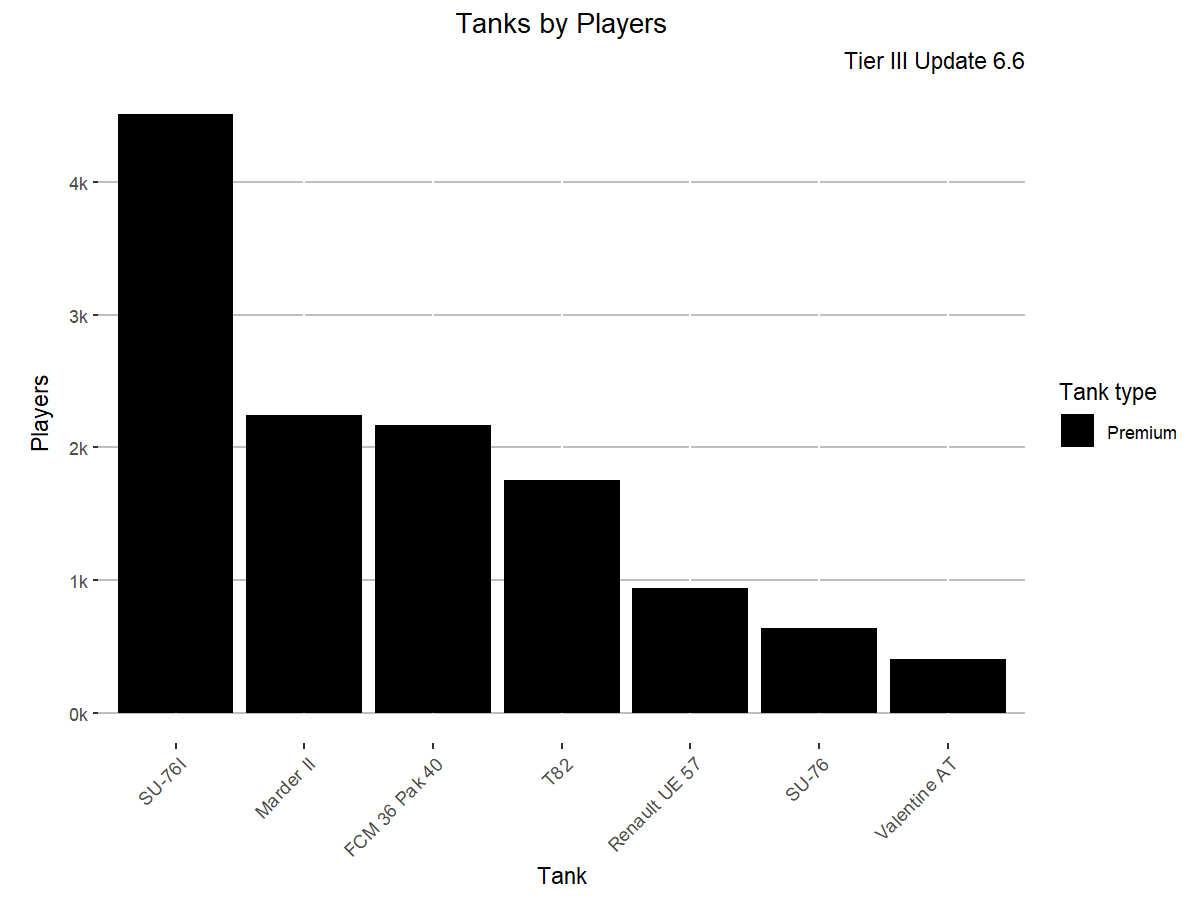 Tanks by Players
Tier III Update 6.6
4k
3k
2k
1k
0k
Players
SU-76I
Marder II
FCM 36 Pak 40
T82
Renault UE 57
SU-76
Valentine AT
Tank
Tank type
Premium